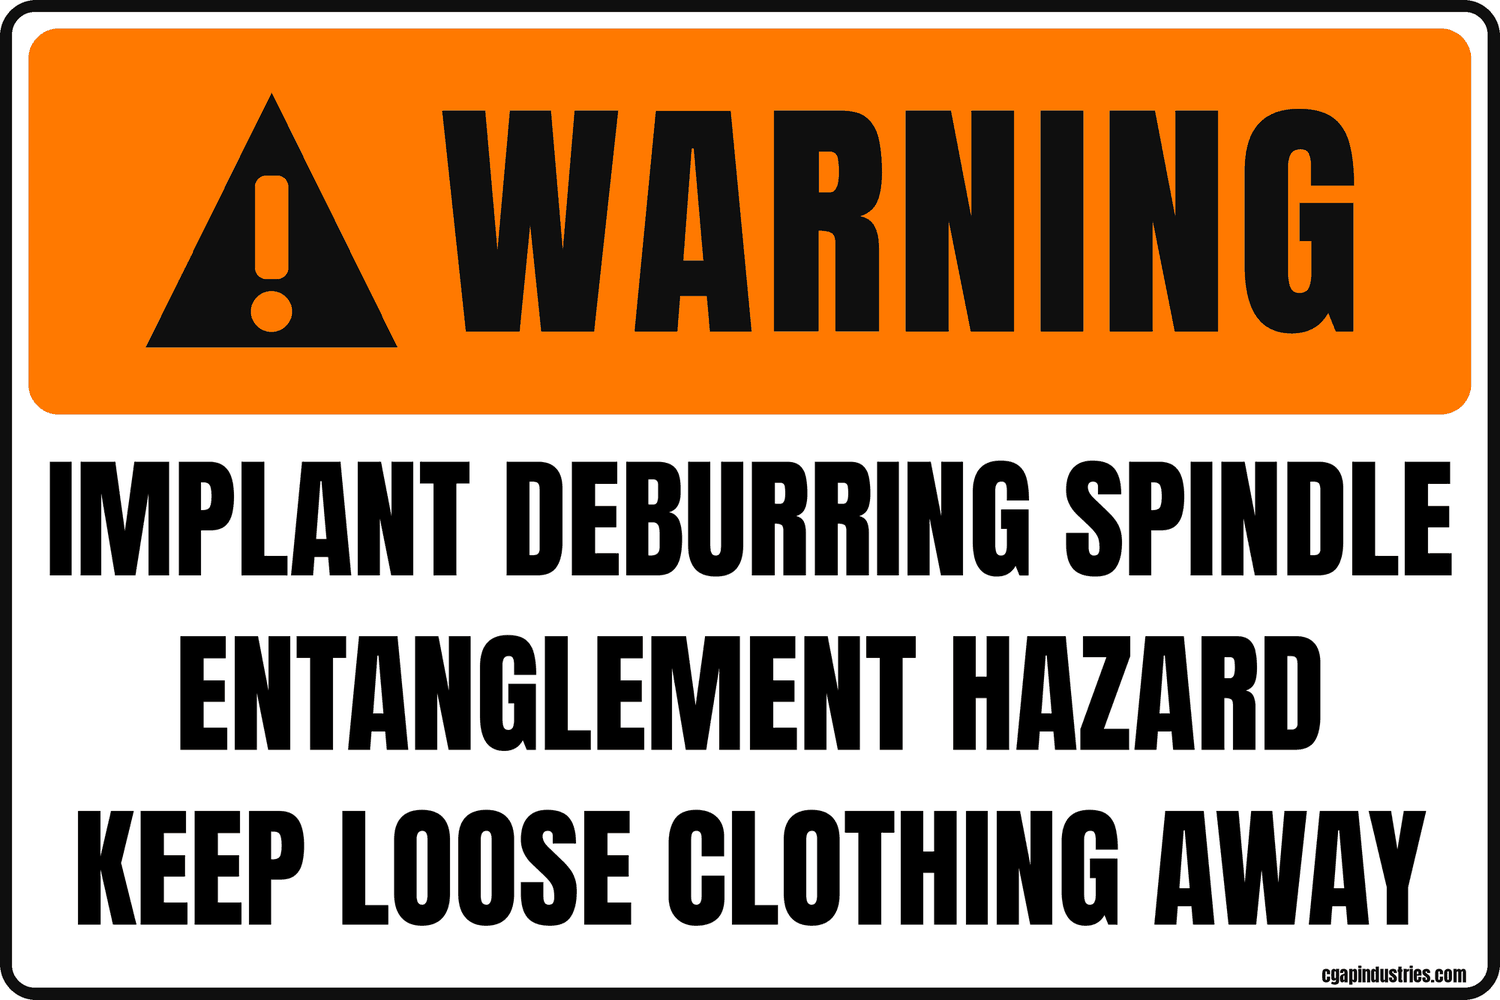 WARNING
IMPLANT DEBURRING SPINDLE
ENTANGLEMENT HAZARD
KEEP LOOSE CLOTHING AWAY
cgapindustries.com